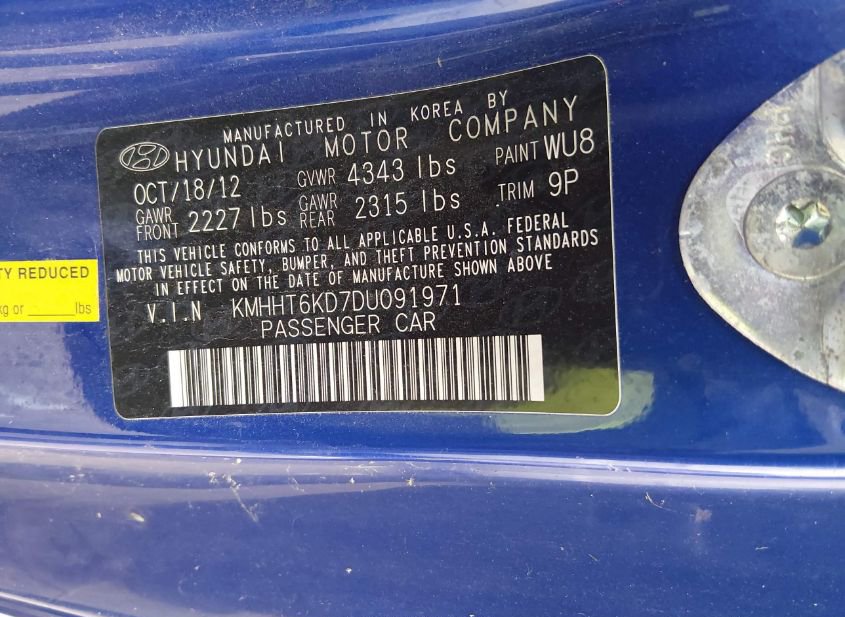 MANUFACTURED IN KOREA BY
HYUNDAI MOTOR COMPANY
OCT/18/12 GVWR 4343 lbs PAINT WU8
GAWR FRONT 2227 lbs GAWR REAR 2315 lbs .TRIM 9P
THIS VEHICLE CONFORMS TO ALL APPLICABLE U.S.A. FEDERAL
MOTOR VEHICLE SAFETY, BUMPER, AND THEFT PREVENTION STANDARDS
IN EFFECT ON THE DATE OF MANUFACTURE SHOWN ABOVE
V.I.N KMHHT6KD7DU091971
PASSENGER CAR
TY REDUCED
kg or ______lbs